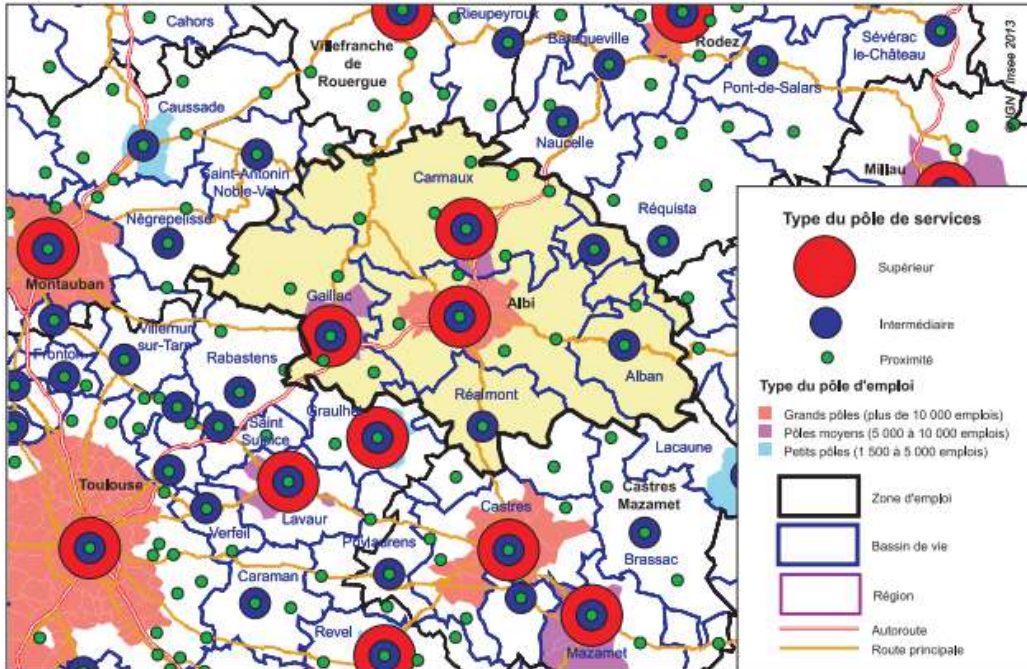 Cahors
Rieupeyroux
Villefranche
de
Rouergue
Baraqueville
Rodez
Sévérac
le-Château
© IGN - Insee 2013
Pont-de-Salars
Caussade
Naucelle
Saint-Antonin
Noble-Val
Carmaux
Millau
Nègrepelisse
Réquista
Montauban
Gaillac
Albi
Villemur
sur-Tarn
Fronton
Rabastens
Alban
Réalmont
Graulhet
Saint
Sulpice
Lacaune
Toulouse
Castres
Mazamet
Castres
Lavaur
Verfeil
Puylaurens
Brassac
Caraman
Revel
Mazamet
Type du pôle de services
Supérieur
Intermédiaire
Proximité
Type du pôle d'emploi
Grands pôles (plus de 10 000 emplois)
Pôles moyens (5 000 à 10 000 emplois)
Petits pôles (1 500 à 5 000 emplois)
Zone d'emploi
Bassin de vie
Région
Autoroute
Route principale